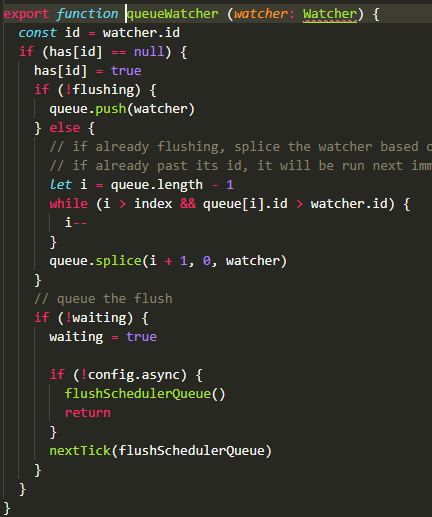 export function queueWatcher (watcher: Watcher) {
  const id = watcher.id
  if (has[id] == null) {
    has[id] = true
    if (!flushing) {
      queue.push(watcher)
    } else {
      // if already flushing, splice the watcher based
      // if already past its id, it will be run next
      let i = queue.length - 1
      while (i > index && queue[i].id > watcher.id) {
        i--
      }
      queue.splice(i + 1, 0, watcher)
    }
    // queue the flush
    if (!waiting) {
      waiting = true

      if (!config.async) {
        flushSchedulerQueue()
        return
      }
      nextTick(flushSchedulerQueue)
    }
  }
}